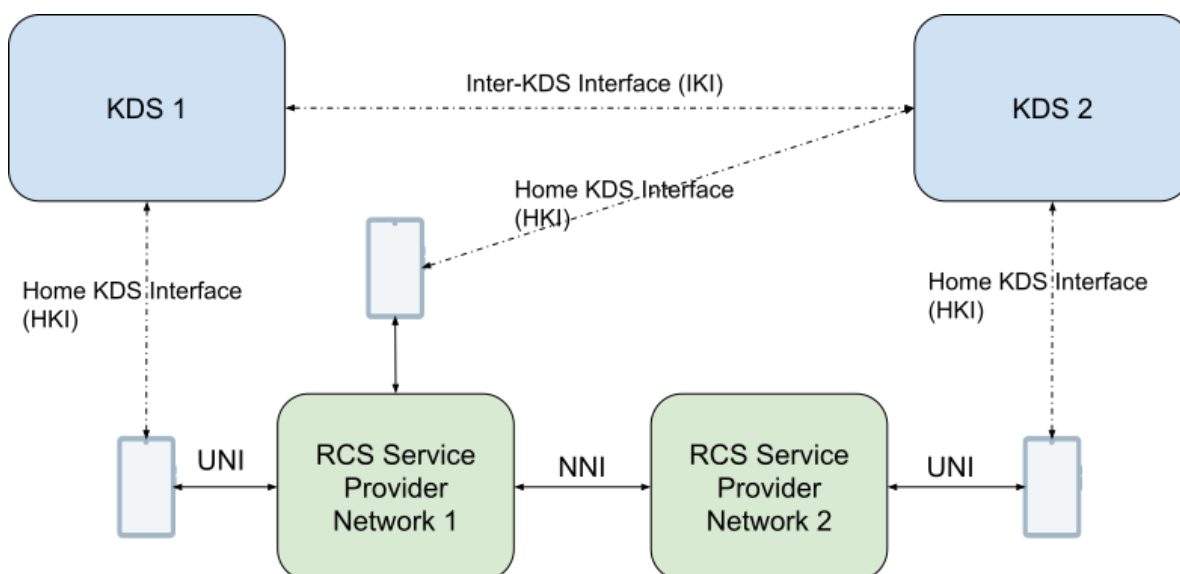 KDS 1
Inter-KDS Interface (IKI)
KDS 2
Home KDS Interface
(HKI)
Home KDS Interface
(HKI)
Home KDS Interface
(HKI)
UNI
RCS Service
Provider
Network 1
NNI
RCS Service
Provider
Network 2
UNI